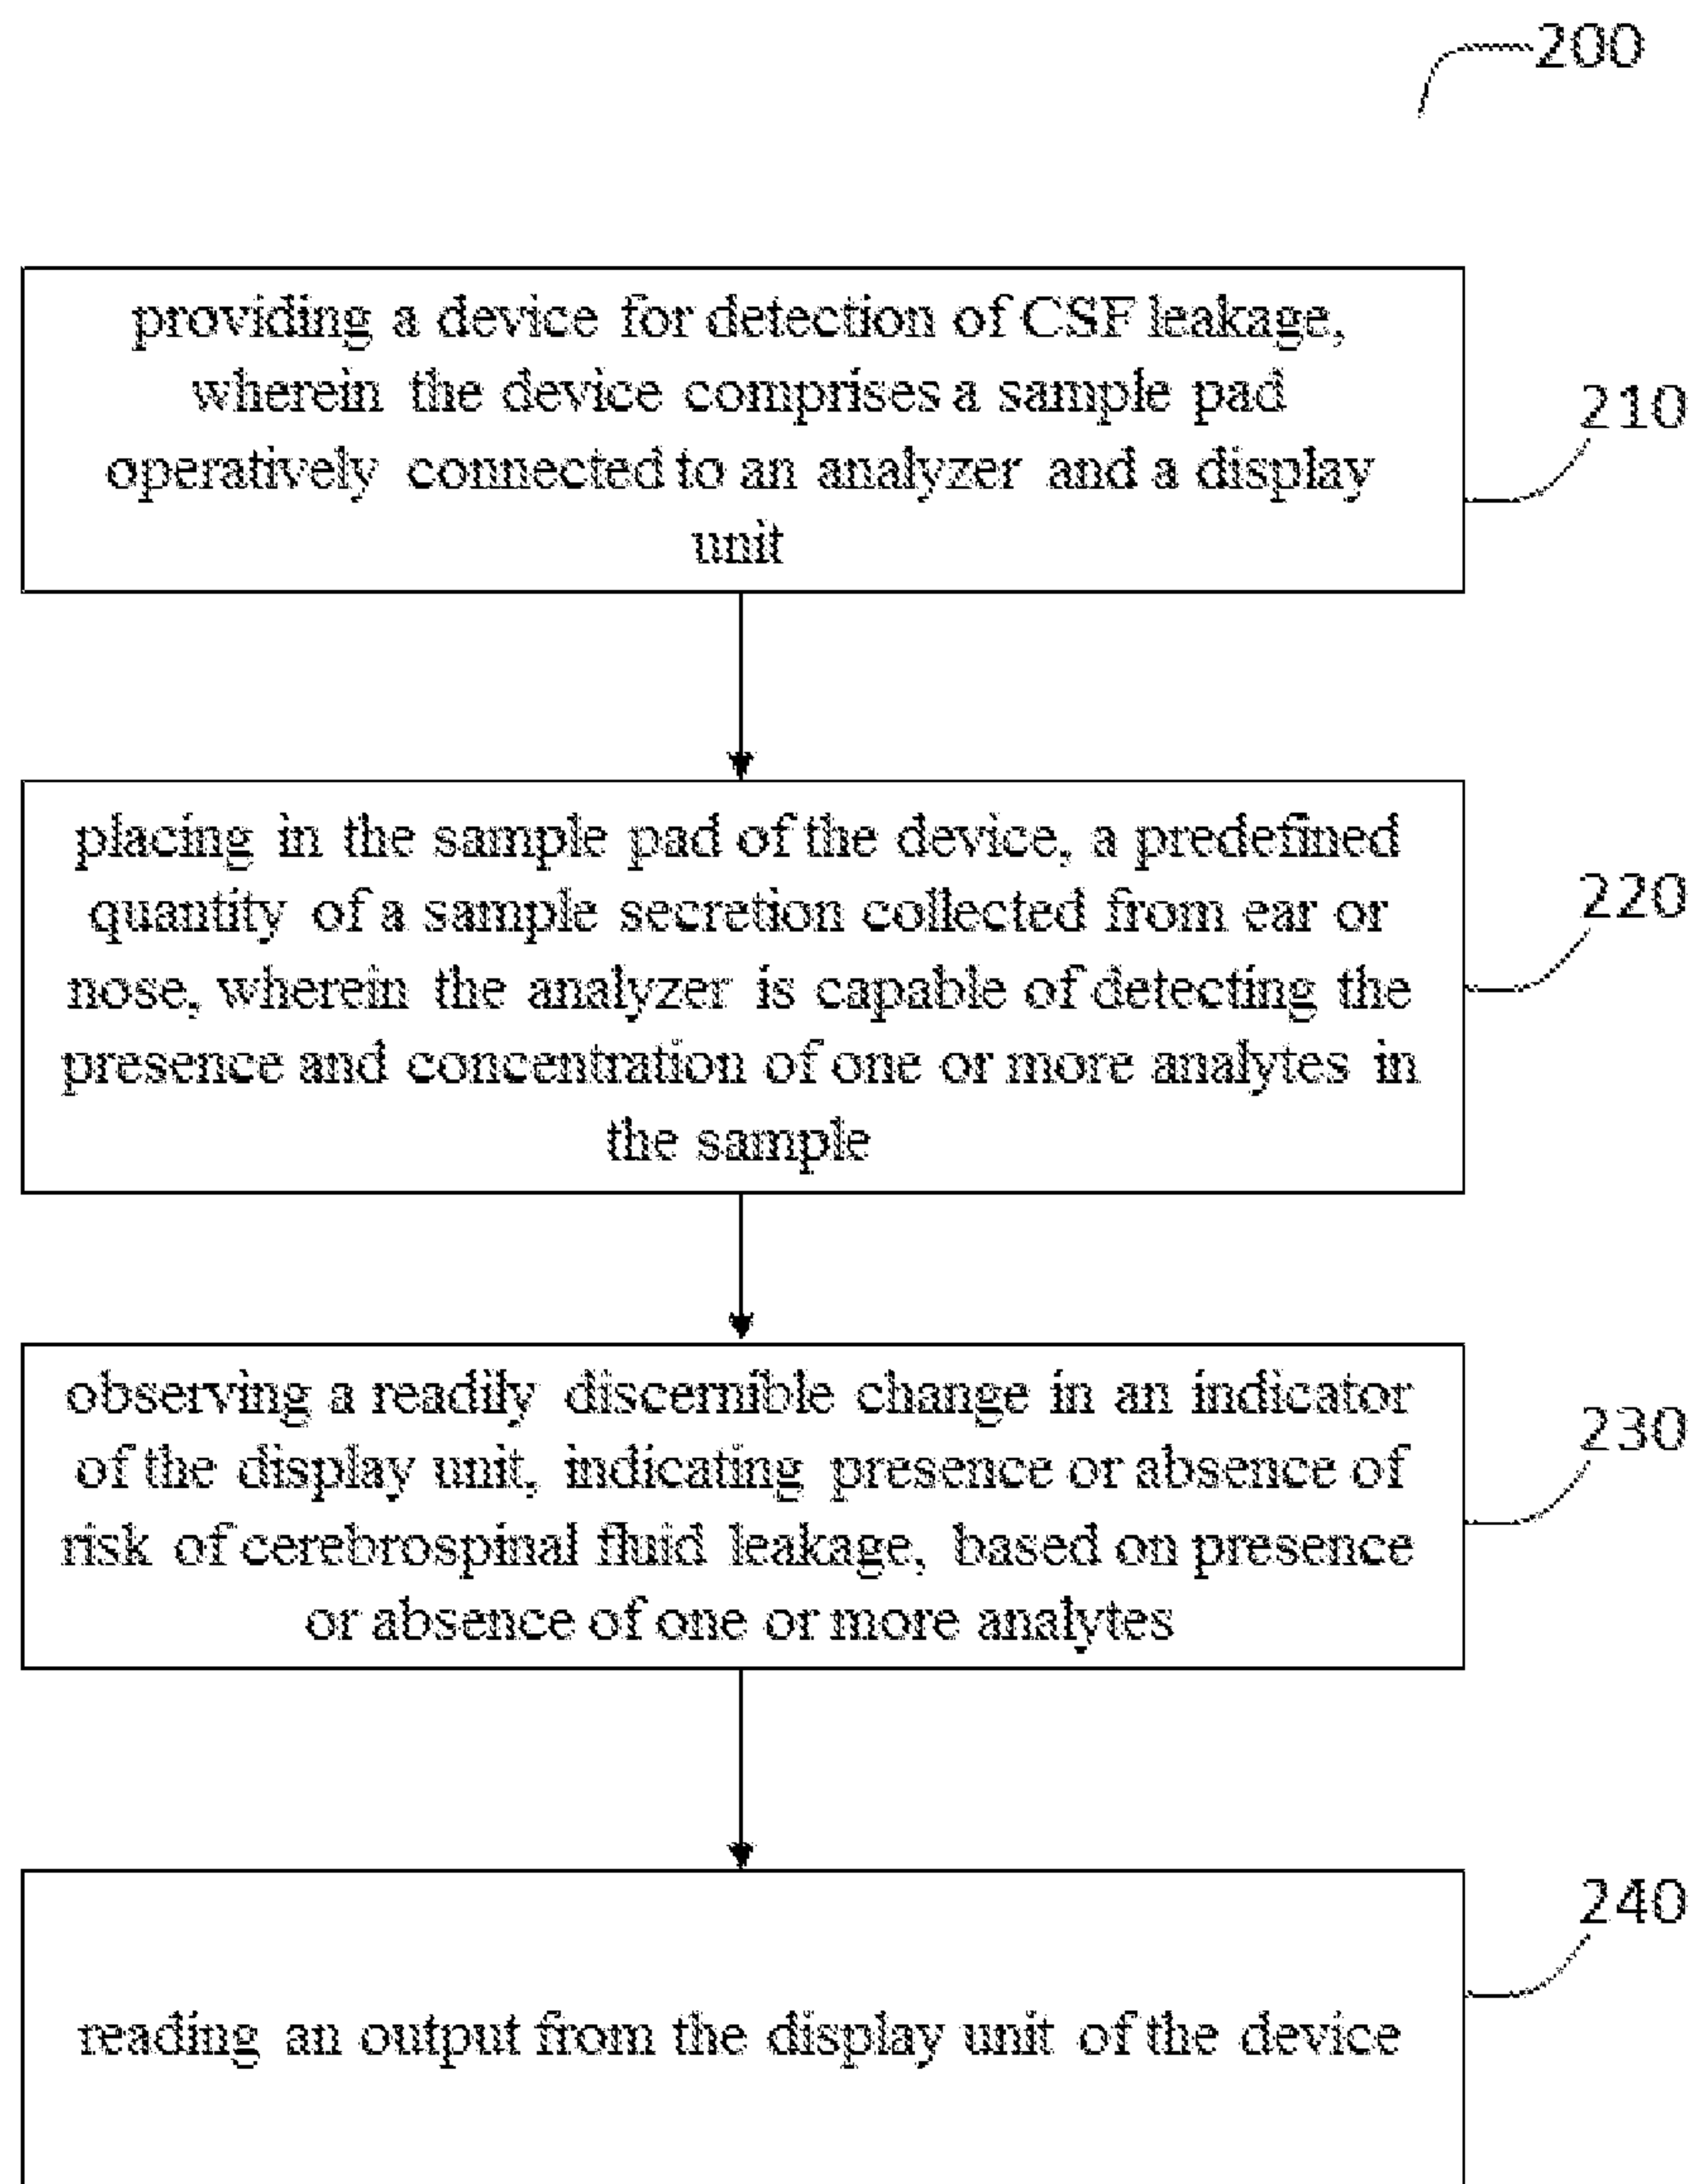 200
providing a device for detection of CSF leakage,
wherein the device comprises a sample pad
operatively connected to an analyzer and a display
unit
210
placing in the sample pad of the device, a predefined
quantity of a sample secretion collected from ear or
nose, wherein the analyzer is capable of detecting the
presence and concentration of one or more analytes in
the sample
220
observing a readily discernible change in an indicator
of the display unit, indicating presence or absence of
risk of cerebrospinal fluid leakage, based on presence
or absence of one or more analytes
230
reading an output from the display unit of the device
240